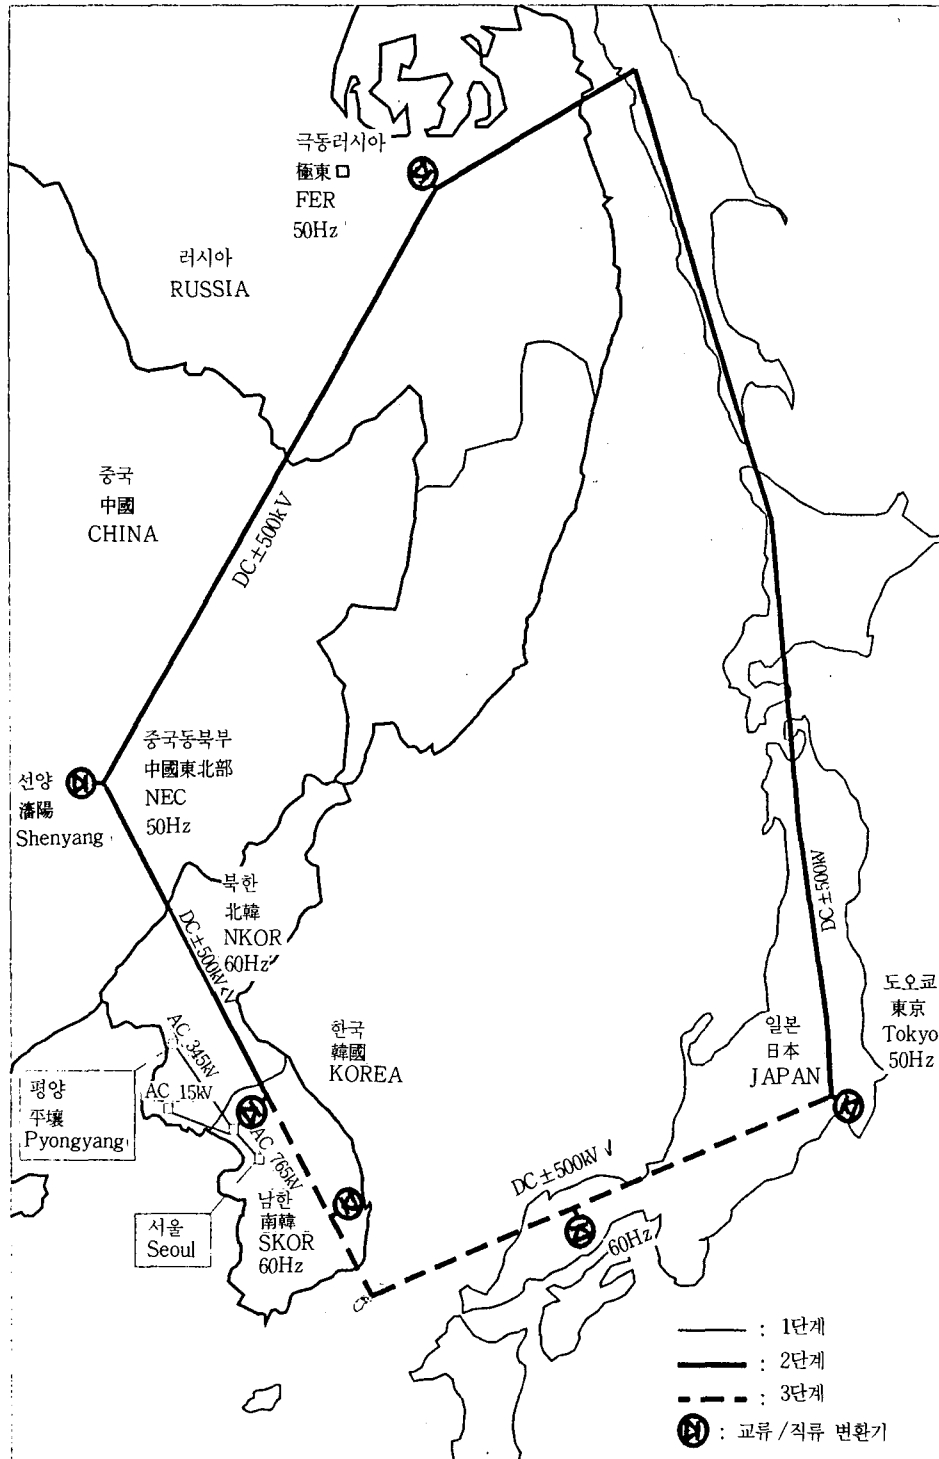 극동러시아
極東
FER
50Hz
러시아
RUSSIA
중국
中國
CHINA
DC±500kV
중국동북부
中國東北部
NEC
50Hz
선양
瀋陽
Shenyang
북한
北韓
NKOR
60Hz
DC±500kV
DC±500kV
한국
韓國
KOREA
도오쿄
東京
Tokyo
50Hz
일본
日本
JAPAN
AC 345kV
평양
平壤
Pyongyang
AC 15kV
AC 765kV
서울
Seoul
남한
南韓
SKOR
60Hz
DC±500kV
60Hz
: 1단계
: 2단계
: 3단계
: 교류/직류 변환기